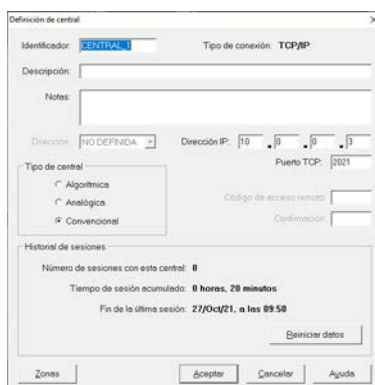 Definición de central
Identificador: CENTRAL_1 Tipo de conexión: TCP/IP
Descripción:
Notas:
Dirección: NO DEFINIDA Dirección IP: 10 . 0 . 0 . 3
Puerto TCP: 2021
Tipo de central
Algorítmica
Analógica
Convencional
Código de acceso remoto:
Confirmación:
Historial de sesiones
Número de sesiones con esta central: 8
Tiempo de sesión acumulado: 0 horas, 20 minutos
Fin de la última sesión: 27/Oct/21, a las 09:50
Reiniciar datos
Zonas Aceptar Cancelar Ayuda